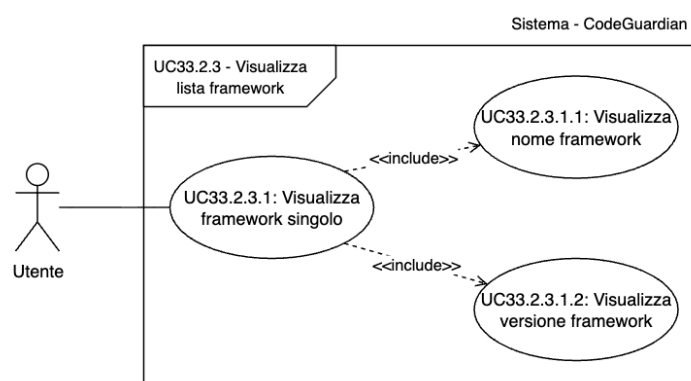 Sistema - CodeGuardian
UC33.2.3 - Visualizza
lista framework
UC33.2.3.1.1: Visualizza
nome framework
<<include>>
UC33.2.3.1: Visualizza
framework singolo
Utente
<<include>>
UC33.2.3.1.2: Visualizza
versione framework